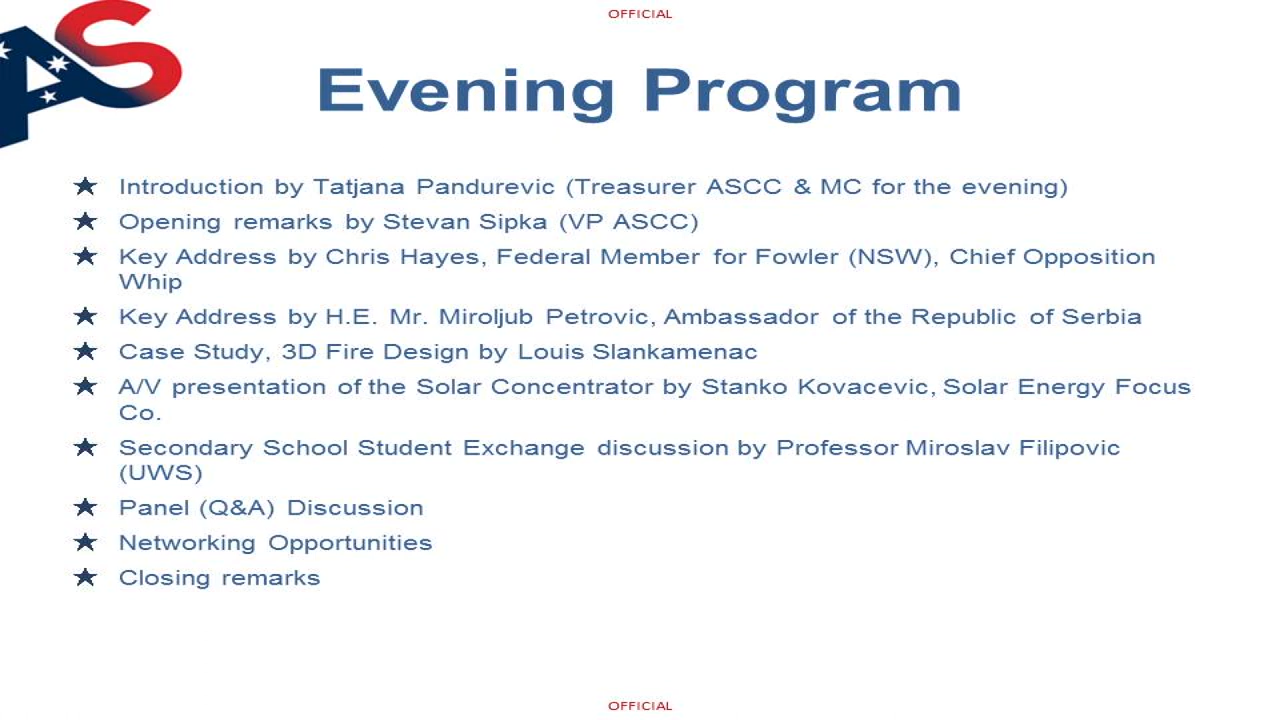 OFFICIAL
AS
Evening Program
Introduction by Tatjana Pandurevic (Treasurer ASCC & MC for the evening)
Opening remarks by Stevan Sipka (VP ASCC)
Key Address by Chris Hayes, Federal Member for Fowler (NSW), Chief Opposition
Whip
Key Address by H.E. Mr. Miroljub Petrovic, Ambassador of the Republic of Serbia
Case Study, 3D Fire Design by Louis Slankamenac
A/V presentation of the Solar Concentrator by Stanko Kovacevic, Solar Energy Focus
Co.
Secondary School Student Exchange discussion by Professor Miroslav Filipovic
(UWS)
Panel (Q&A) Discussion
Networking Opportunities
Closing remarks
OFFICIAL